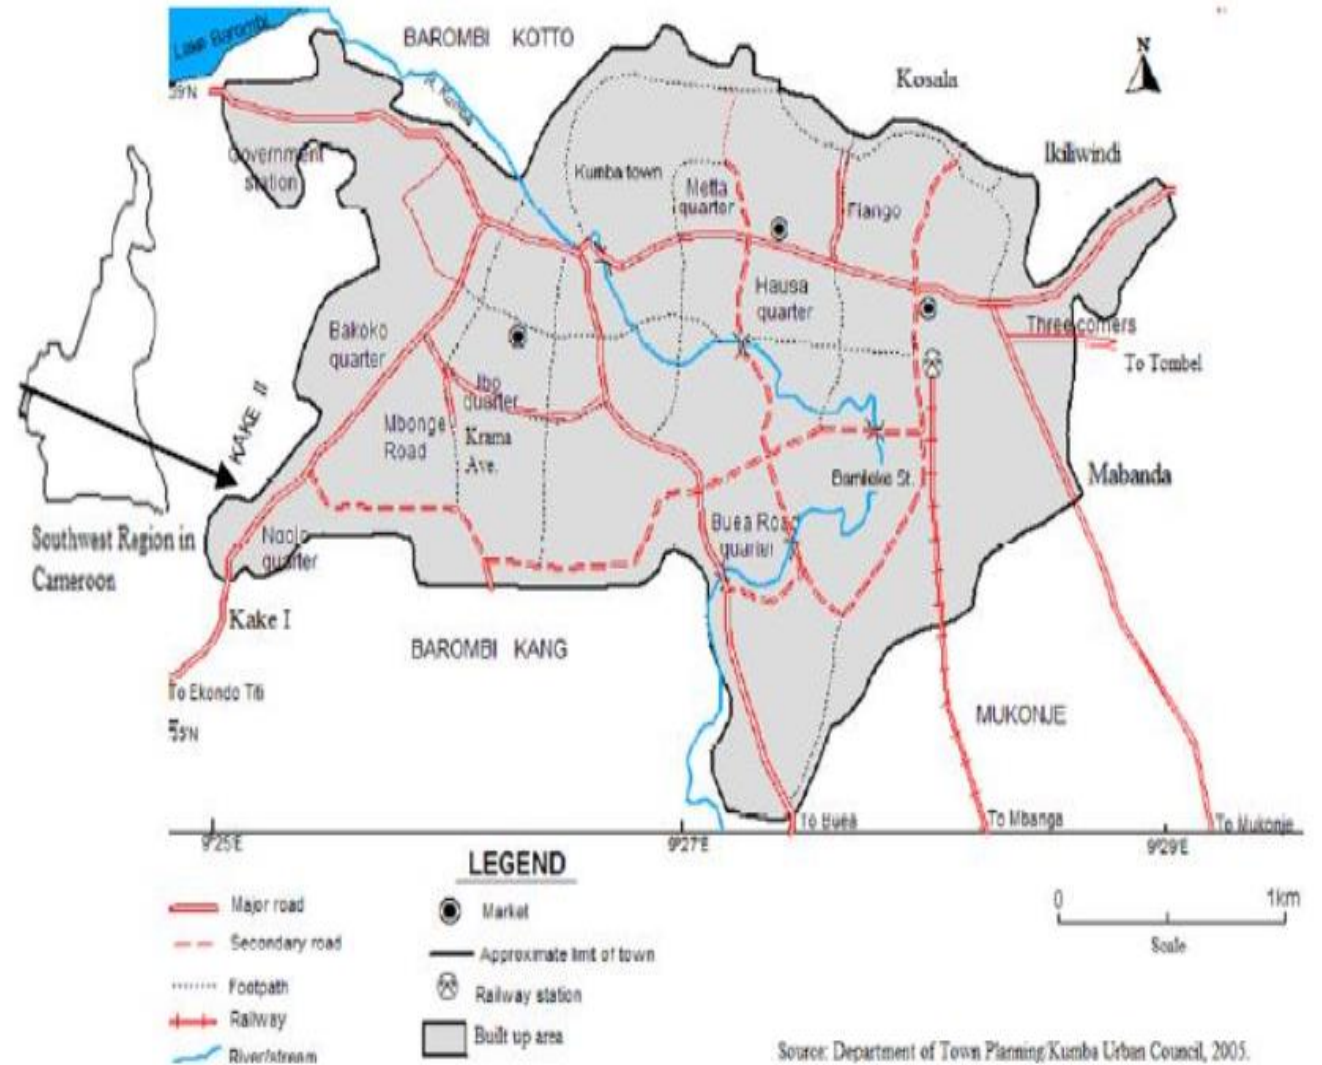 Lake Barombi
BAROMBI KOTTO
N
Kosala
R. Kumba
39'N
Ikiliwindi
Government
station
Kumba town
Metta
quarter
Fiango
Hausa
quarter
Bakoko
quarter
Three corners
To Tombel
Ibo
quarter
KAKE II
Mbonge
Road
Krama
Ave.
Mabanda
Bamileke St.
Buea Road
quarter
Southwest Region in
Cameroon
Ngolo
quarter
Kake I
BAROMBI KANG
To Ekondo Titi
35'N
MUKONJE
To Buea
To Mbanga
To Mukonje
9°25'E
9°27'E
9°29'E
LEGEND
Major road
Market
0
1km
Secondary road
Approximate limit of town
Scale
Footpath
Railway station
Railway
Built up area
River/stream
Source: Department of Town Planning/Kumba Urban Council, 2005.